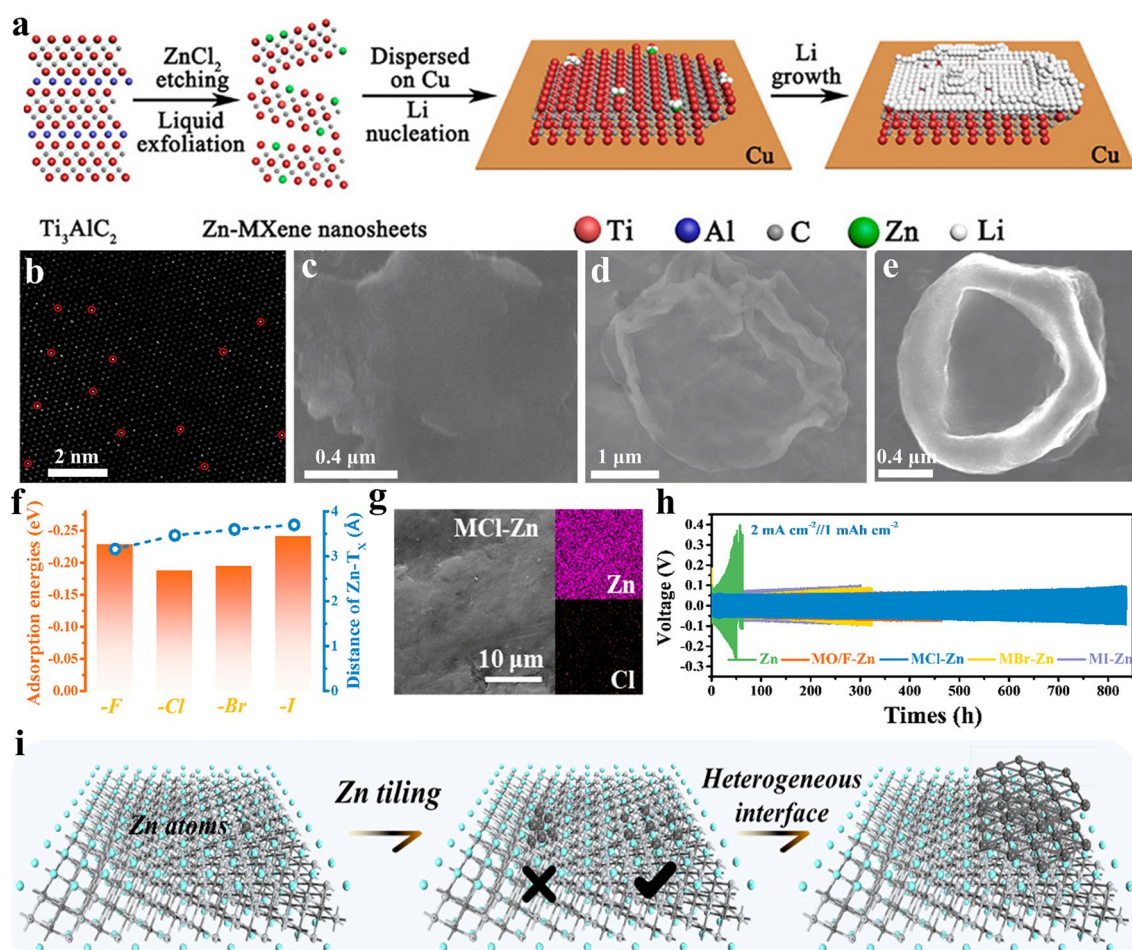 a
ZnCl2
etching
Liquid
exfoliation
Dispersed
on Cu
Li
nucleation
Cu
Li
growth
Cu
Ti3AlC2
Zn-MXene nanosheets
Ti
Al
C
Zn
Li
b
2 nm
c
0.4 μm
d
1 μm
e
0.4 μm
f
Adsorption energies (eV)
-0.25
-0.20
-0.15
-0.10
-0.05
0.00
-F
-Cl
-Br
-I
4
3
2
1
0
Distance of Zn-TX (Å)
g
MCl-Zn
10 μm
Zn
Cl
h
2 mA cm-2//1 mAh cm-2
Voltage (V)
0.4
0.3
0.2
0.1
0.0
-0.1
-0.2
-0.3
Zn
MO/F-Zn
MCl-Zn
MBr-Zn
MI-Zn
0
100
200
300
400
500
600
700
800
Times (h)
i
Zn atoms
Zn tiling
Heterogeneous
interface